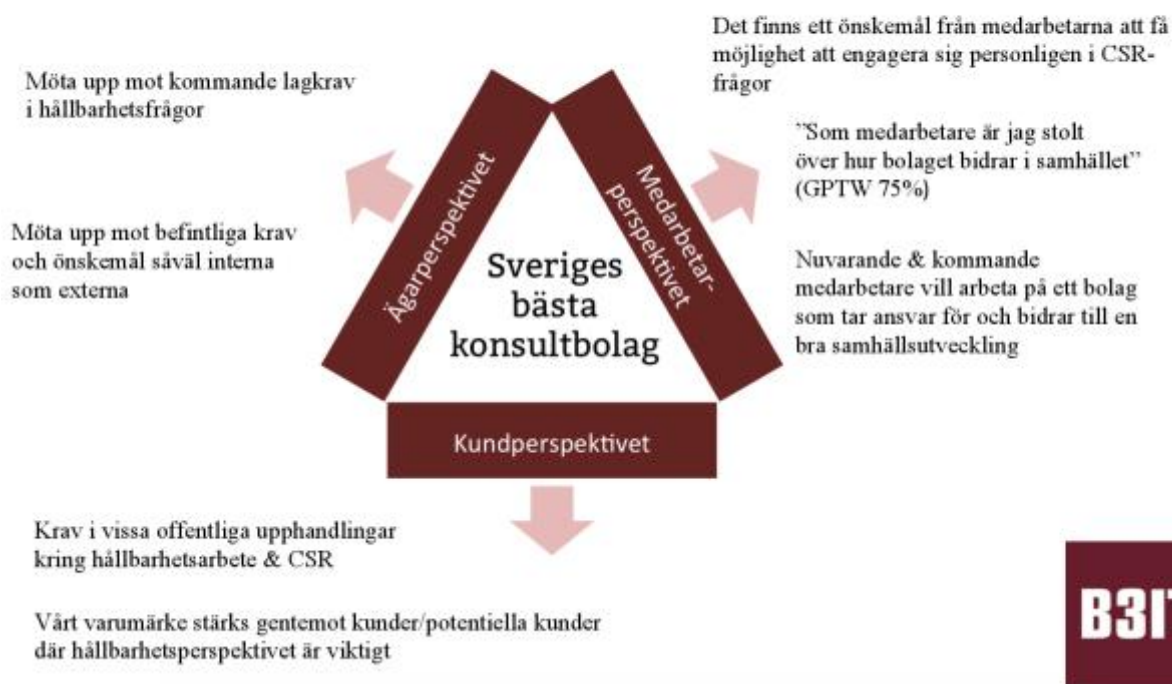 Det finns ett önskemål från medarbetarna att få
möjlighet att engagera sig personligen i CSR-
frågor
Möta upp mot kommande lagkrav
i hållbarhetsfrågor
”Som medarbetare är jag stolt
över hur bolaget bidrar i samhället”
(GPTW 75%)
Möta upp mot befintliga krav
och önskemål såväl interna
som externa
Ägarperspektivet
Medarbetar-
perspektivet
Sveriges
bästa
konsultbolag
Nuvarande & kommande
medarbetare vill arbeta på ett bolag
som tar ansvar för och bidrar till en
bra samhällsutveckling
Kundperspektivet
Krav i vissa offentliga upphandlingar
kring hållbarhetsarbete & CSR
Vårt varumärke stärks gentemot kunder/potentiella kunder
där hållbarhetsperspektivet är viktigt
B3IT